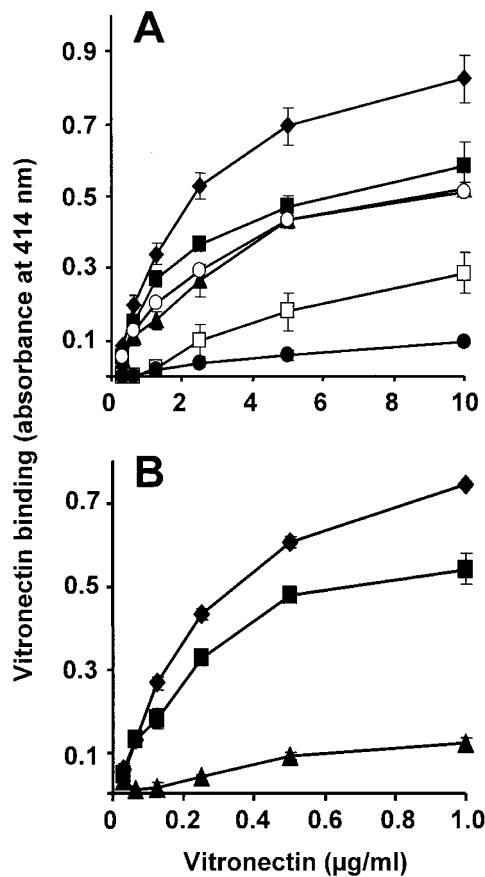 A
0.9
0.7
0.5
0.3
0.1
0 2 4 6 8 10
Vitronectin binding (absorbance at 414 nm)
B
0.7
0.5
0.3
0.1
0 0.2 0.4 0.6 0.8 1.0
Vitronectin (µg/ml)